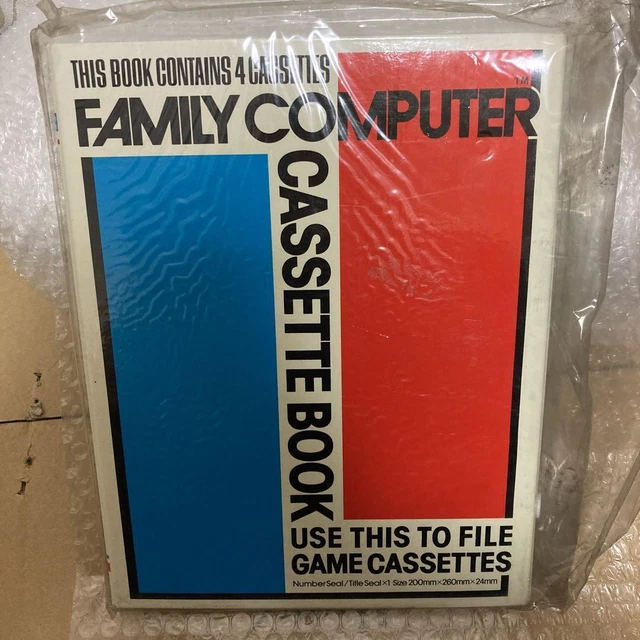 THIS BOOK CONTAINS 4 CASSETTES
FAMILY COMPUTER
TM
CASSETTE BOOK
USE THIS TO FILE
GAME CASSETTES
Number Seal/Title Seal×1 Size 200mm×260mm×24mm